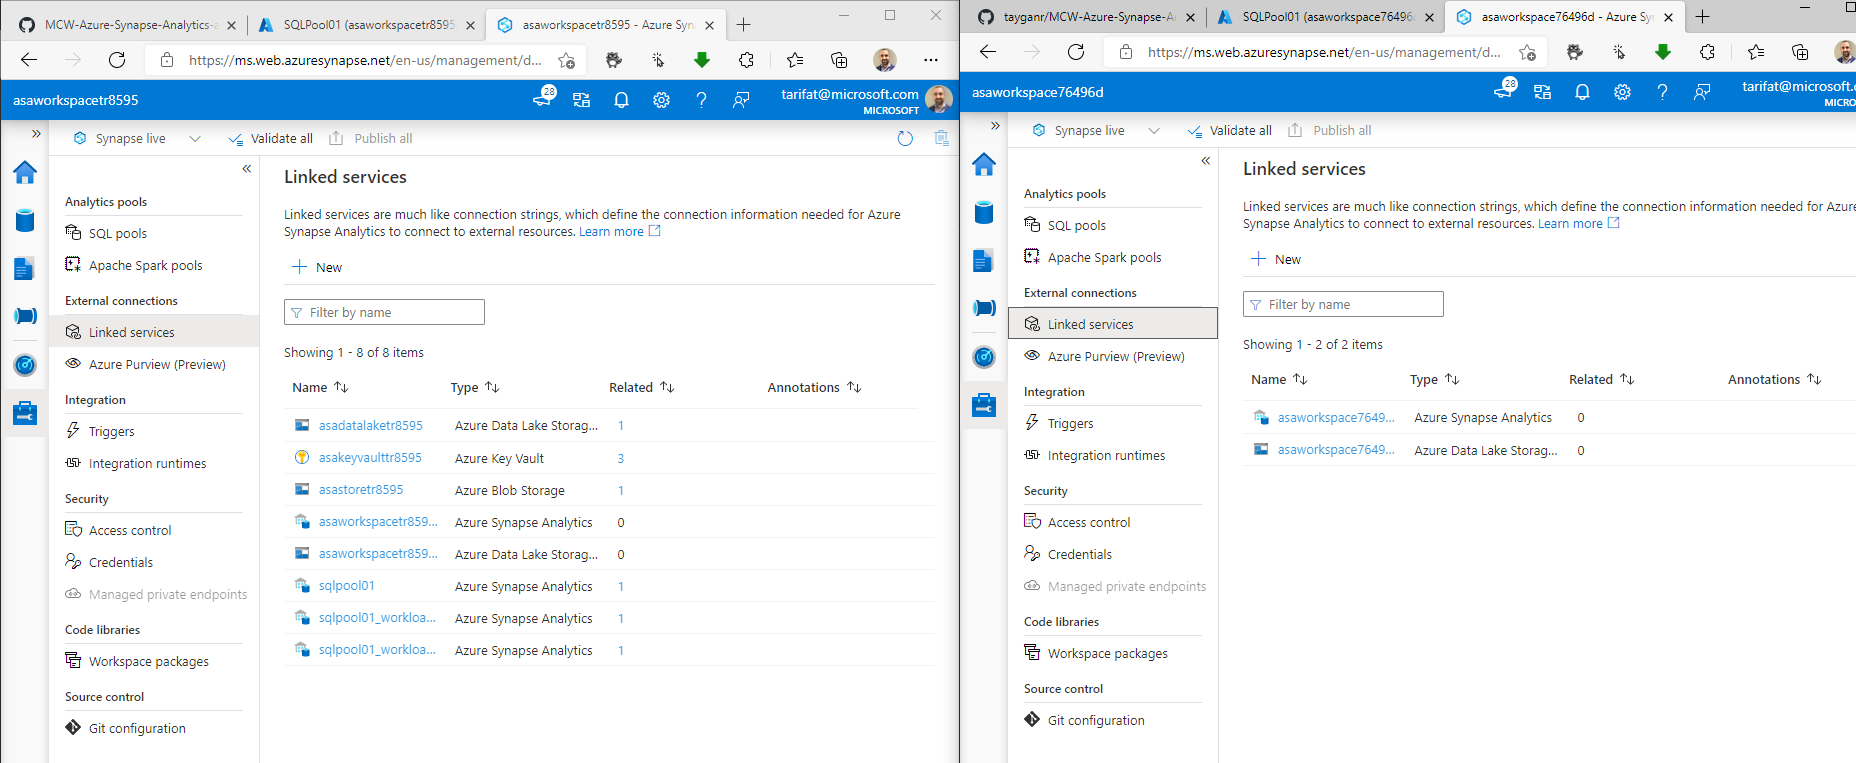 MCW-Azure-Synapse-Analytics-a
SQLPool01 (asaworkspacetr8595
asaworkspacetr8595 - Azure Syn
https://ms.web.azuresynapse.net/en-us/management/d...
asaworkspacetr8595
28
tarifat@microsoft.com
MICROSOFT
Synapse live
Validate all
Publish all
Analytics pools
SQL pools
Apache Spark pools
External connections
Linked services
Azure Purview (Preview)
Integration
Triggers
Integration runtimes
Security
Access control
Credentials
Managed private endpoints
Code libraries
Workspace packages
Source control
Git configuration
Linked services
Linked services are much like connection strings, which define the connection information needed for Azure
Synapse Analytics to connect to external resources. Learn more
New
Filter by name
Showing 1 - 8 of 8 items
Name Type Related Annotations
asadatalaketr8595 Azure Data Lake Storag... 1
asakeyvaulttr8595 Azure Key Vault 3
asastoretr8595 Azure Blob Storage 1
asaworkspacetr859... Azure Synapse Analytics 0
asaworkspacetr859... Azure Data Lake Storag... 0
sqlpool01 Azure Synapse Analytics 1
sqlpool01_workloa... Azure Synapse Analytics 1
sqlpool01_workloa... Azure Synapse Analytics 1
tayganr/MCW-Azure-Synapse-A
SQLPool01 (asaworkspace76496
asaworkspace76496d - Azure Sy
https://ms.web.azuresynapse.net/en-us/management/d...
asaworkspace76496d
28
tarifat@microsoft.c
MICRO
Synapse live
Validate all
Publish all
Analytics pools
SQL pools
Apache Spark pools
External connections
Linked services
Azure Purview (Preview)
Integration
Triggers
Integration runtimes
Security
Access control
Credentials
Managed private endpoints
Code libraries
Workspace packages
Source control
Git configuration
Linked services
Linked services are much like connection strings, which define the connection information needed for Azure
Synapse Analytics to connect to external resources. Learn more
New
Filter by name
Showing 1 - 2 of 2 items
Name Type Related Annotations
asaworkspace7649... Azure Synapse Analytics 0
asaworkspace7649... Azure Data Lake Storag... 0